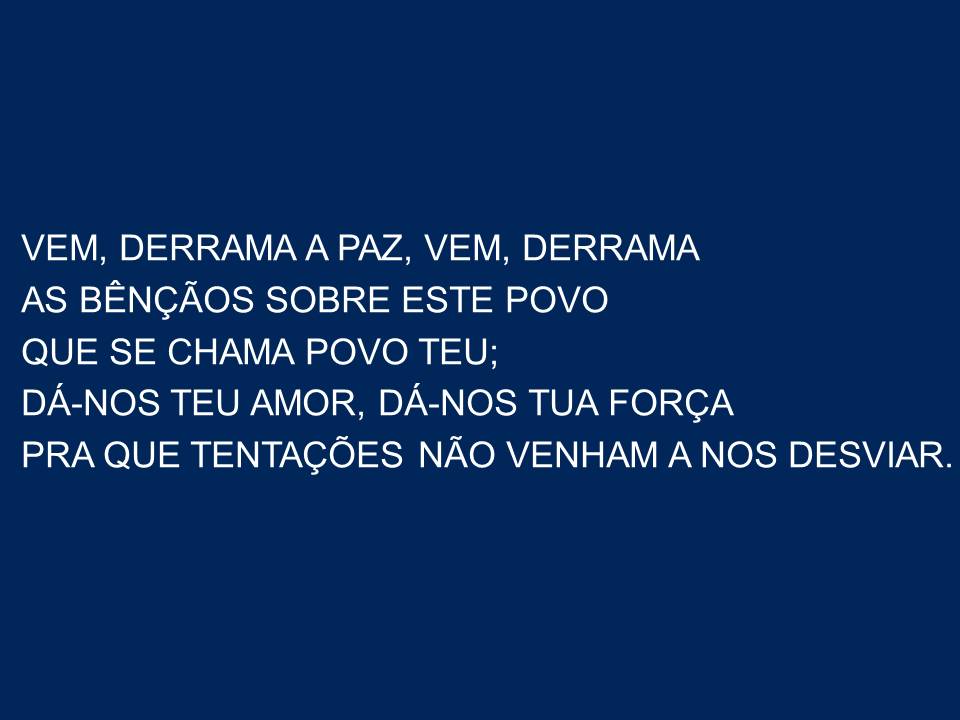 VEM, DERRAMA A PAZ, VEM, DERRAMA
AS BÊNÇÃOS SOBRE ESTE POVO
QUE SE CHAMA POVO TEU;
DÁ-NOS TEU AMOR, DÁ-NOS TUA FORÇA
PRA QUE TENTAÇÕES NÃO VENHAM A NOS DESVIAR.